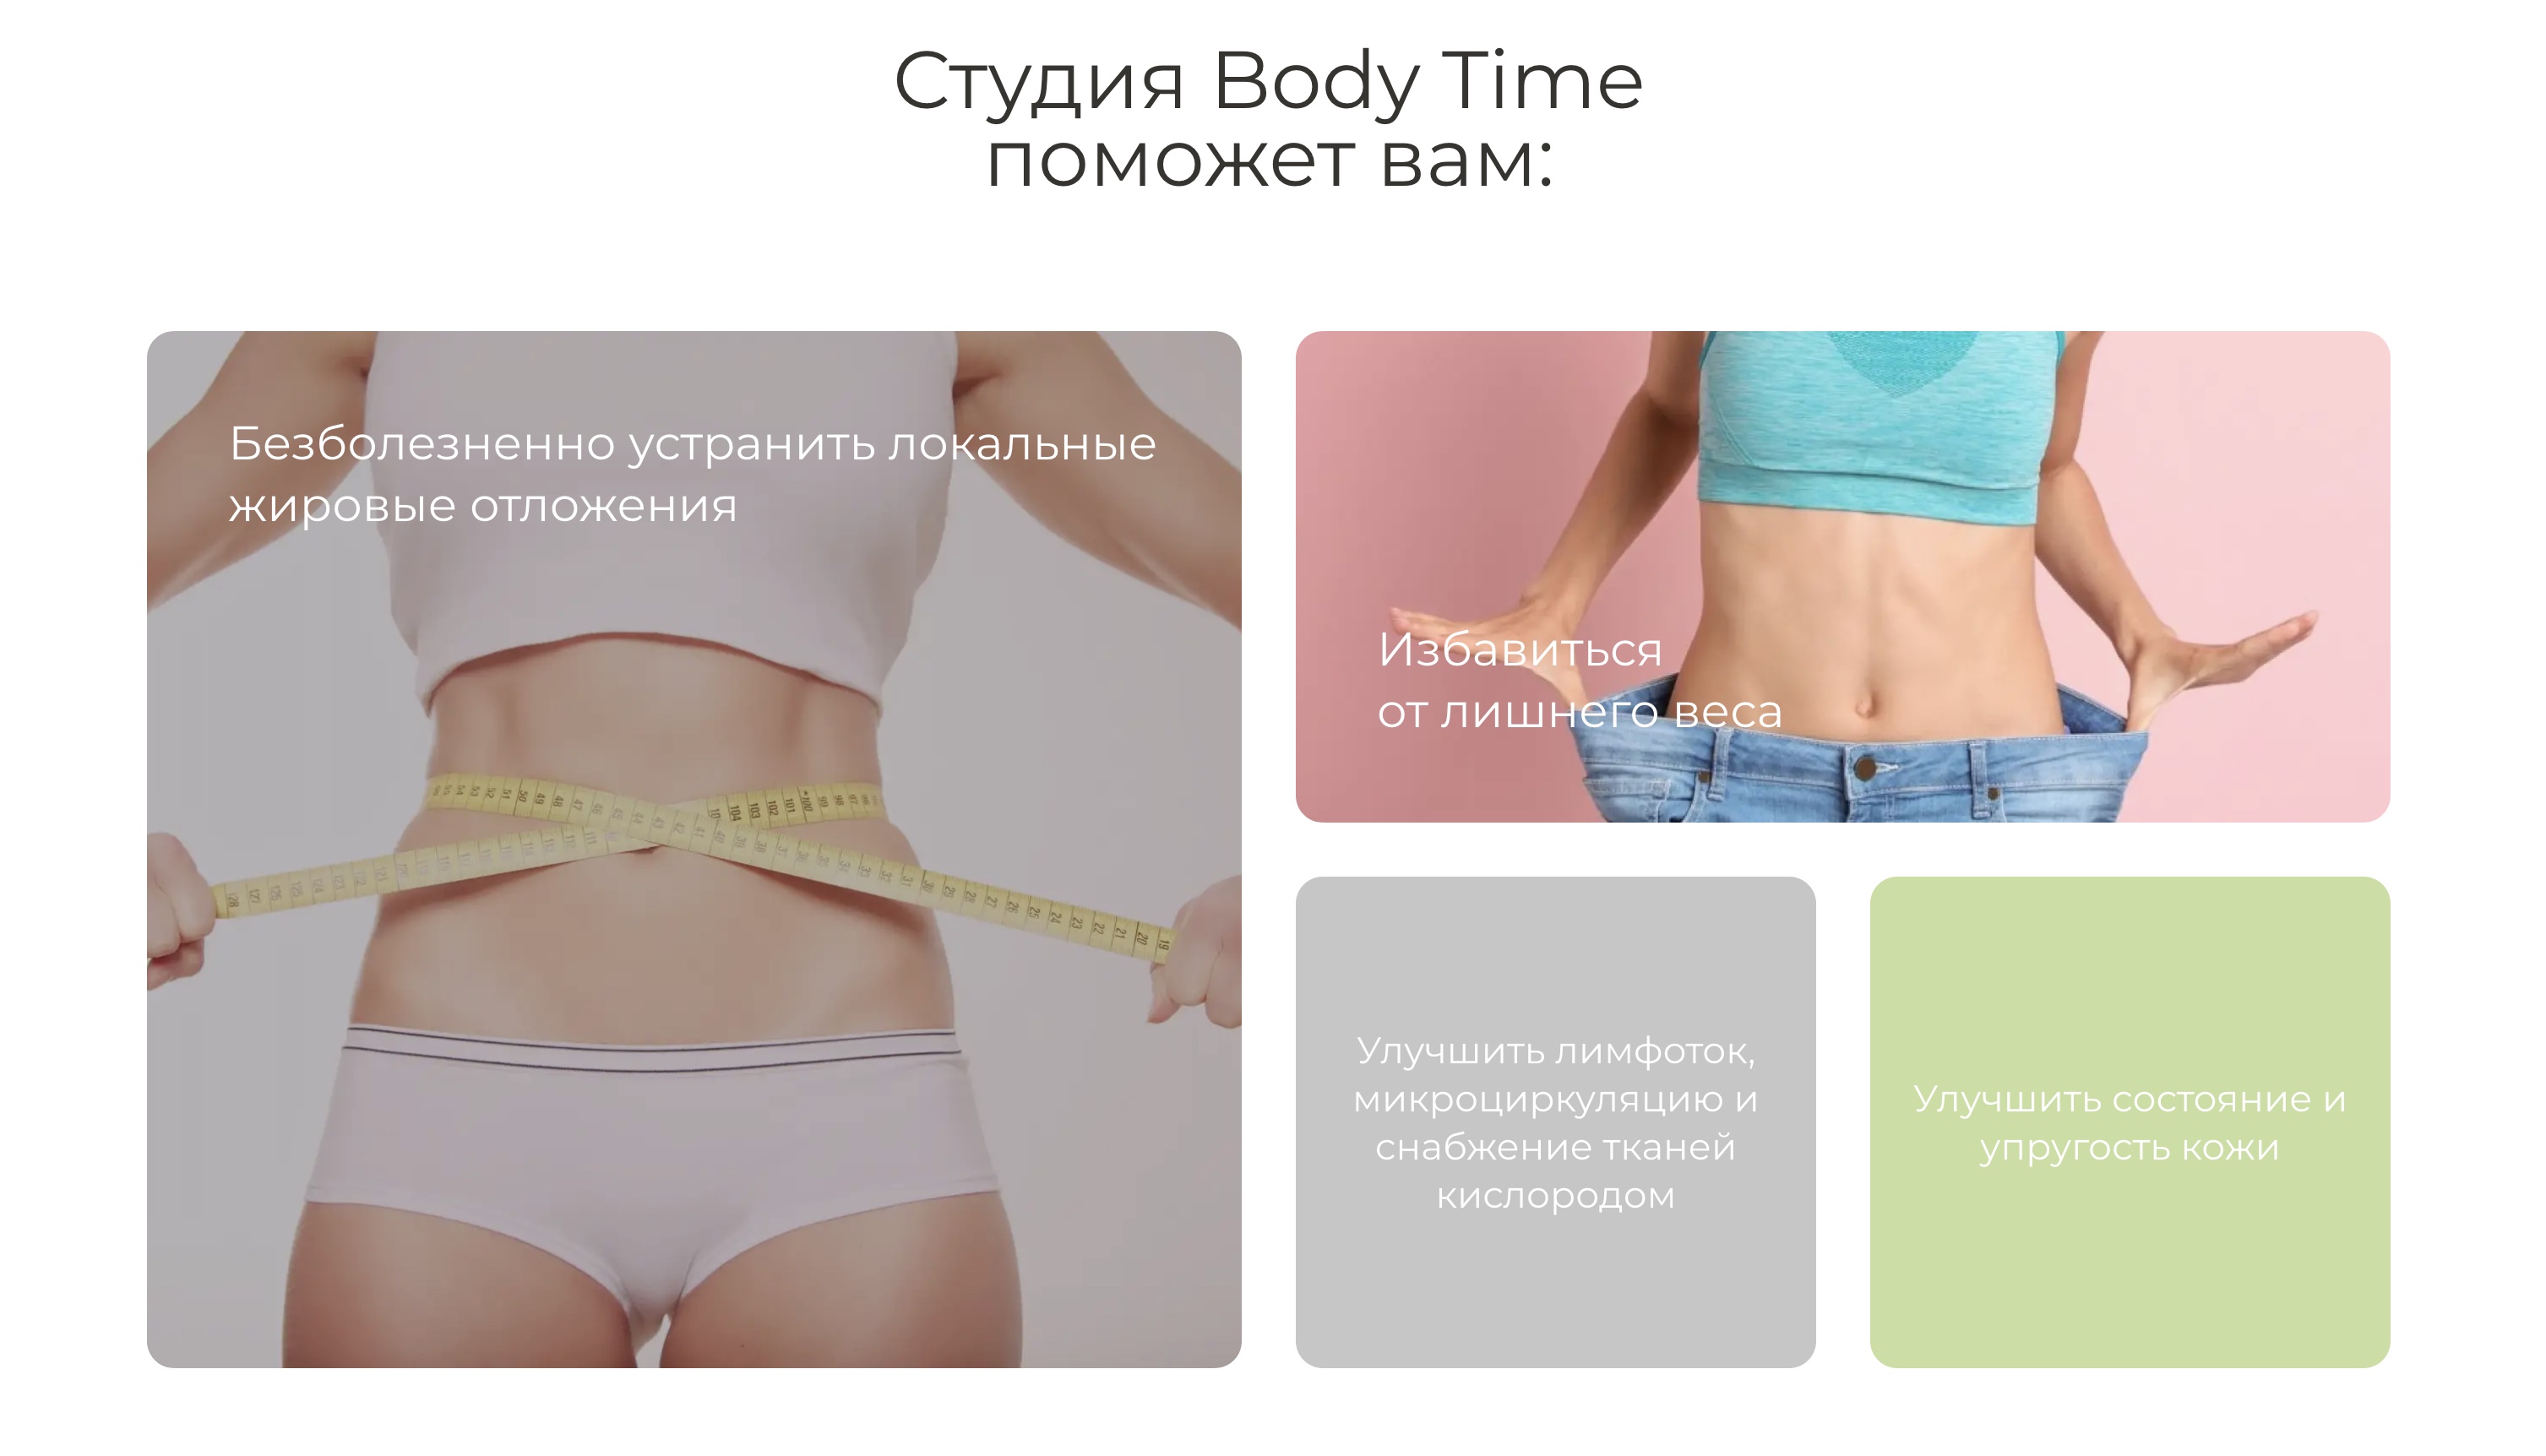 Студия Body Time
поможет вам:
Безболезненно устранить локальные
жировые отложения
Избавиться
от лишнего веса
Улучшить лимфоток,
микроциркуляцию и
снабжение тканей
кислородом
Улучшить состояние и
упругость кожи